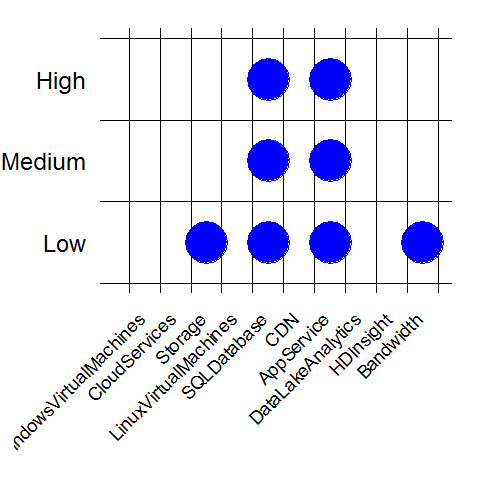 High
Medium
Low
ndowsVirtualMachines
CloudServices
Storage
LinuxVirtualMachines
SQLDatabase
CDN
AppService
DataLakeAnalytics
HDInsight
Bandwidth